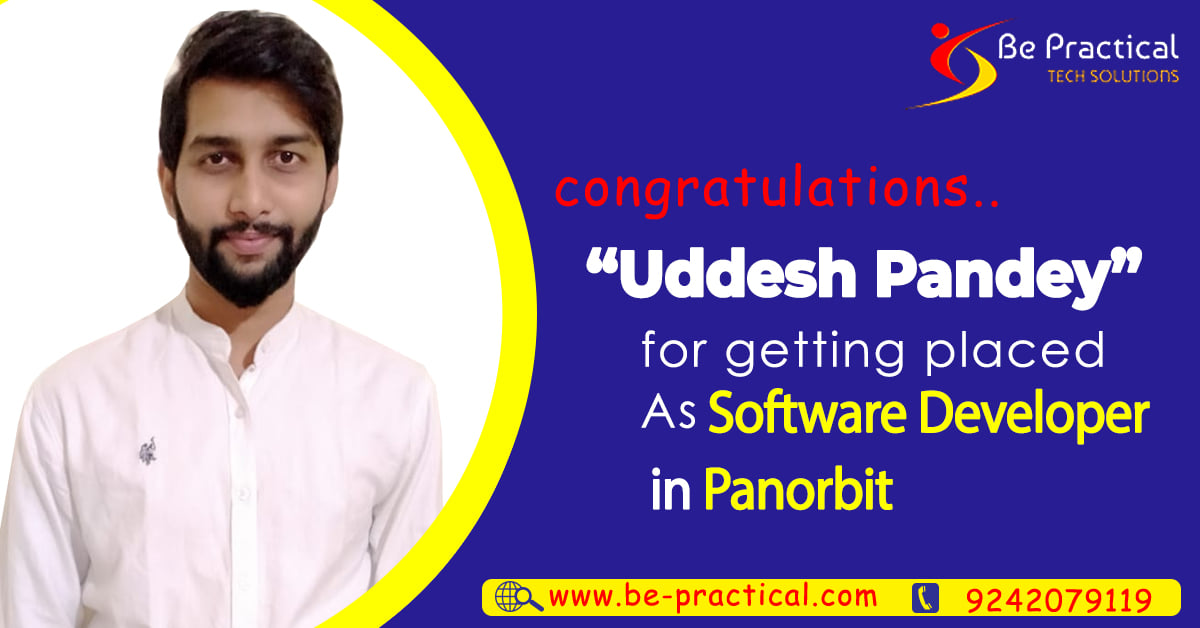 Be Practical
TECH SOLUTIONS
congratulations..
“Uddesh Pandey”
for getting placed
As Software Developer
in Panorbit
www.be-practical.com 9242079119